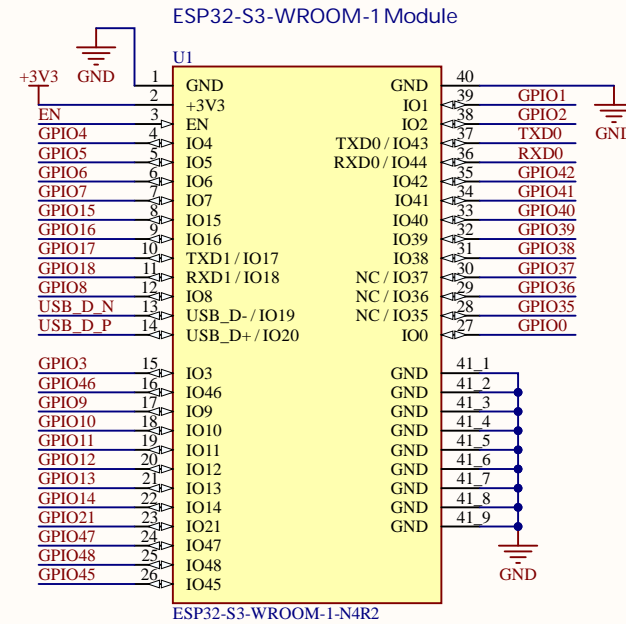 ESP32-S3-WROOM-1 Module
U1
GND
+3V3
1 GND
2 +3V3
EN 3 EN
GPIO4 4 IO4
GPIO5 5 IO5
GPIO6 6 IO6
GPIO7 7 IO7
GPIO15 8 IO15
GPIO16 9 IO16
GPIO17 10 TXD1/IO17
GPIO18 11 RXD1/IO18
GPIO8 12 IO8
USB_D_N 13 USB_D-/IO19
USB_D_P 14 USB_D+/IO20
GPIO3 15 IO3
GPIO46 16 IO46
GPIO9 17 IO9
GPIO10 18 IO10
GPIO11 19 IO11
GPIO12 20 IO12
GPIO13 21 IO13
GPIO14 22 IO14
GPIO21 23 IO21
GPIO47 24 IO47
GPIO48 25 IO48
GPIO45 26 IO45
GND 40
IO1 39 GPIO1
IO2 38 GPIO2
GND
TXD0/IO43 37 TXD0
RXD0/IO44 36 RXD0
IO42 35 GPIO42
IO41 34 GPIO41
IO40 33 GPIO40
IO39 32 GPIO39
IO38 31 GPIO38
NC/IO37 30 GPIO37
NC/IO36 29 GPIO36
NC/IO35 28 GPIO35
IO0 27 GPIO0
GND 41_1
GND 41_2
GND 41_3
GND 41_4
GND 41_5
GND 41_6
GND 41_7
GND 41_8
GND 41_9
GND
ESP32-S3-WROOM-1-N4R2